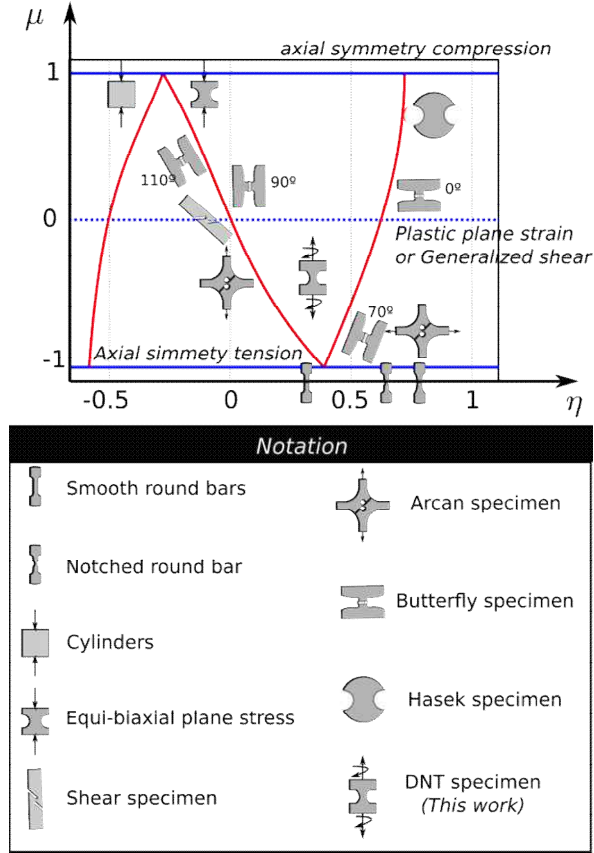 μ
axial symmetry compression
1
110º
90º
0º
0
Plastic plane strain
or Generalized shear
70º
Axial simmety tension
-1
-0.5
0
0.5
1
η
Notation
Smooth round bars
Arcan specimen
Notched round bar
Butterfly specimen
Cylinders
Hasek specimen
Equi-biaxial plane stress
DNT specimen
(This work)
Shear specimen